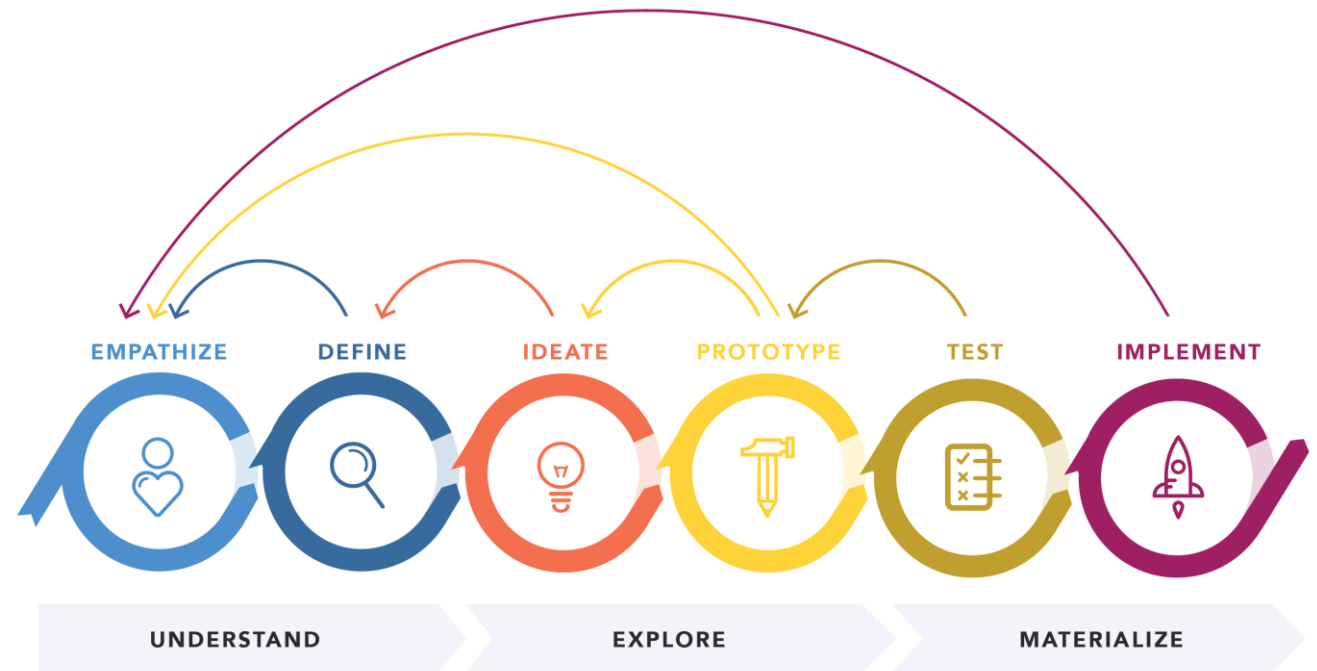 EMPATHIZE
DEFINE
IDEATE
PROTOTYPE
TEST
IMPLEMENT
UNDERSTAND
EXPLORE
MATERIALIZE